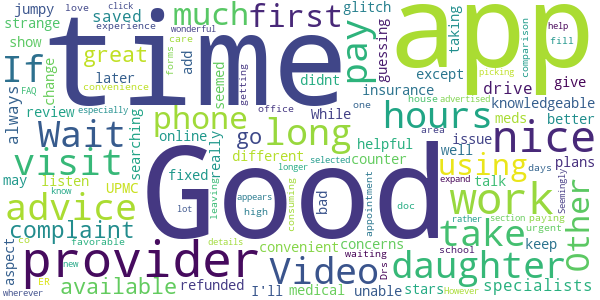 jumpy
love
click
experience
strange
saved
much
first
glitch
taking
add
wonderful
help
fill
show
great
care
forms
later
change
If
time
pay
guessing
app
comparison
picking
seemed
didnt
getting
convenience
except
drive
give
insurance
always
review
Wait
phone
While
one
house
advertised
knowledgeable
FAQ
especially
online
go
long
office
hours
nice
meds
better
searching
really
different
helpful
area
issue
visit
fixed
counter
well
days
plans
may
listen
UPMC
leaving
Good
longer
selected
using
talk
expand
know
advice
appears
consuming
bad
appointment
doc
work
rather
section
paying
Seemingly
Other
lot
high
complaint
favorable
convenient
concerns
take
keep
urgent
aspect
co
provider
Video
waiting
Drs
school
However
daughter
details
new
ER
available
refunded
I'll
medical
unable
stars
specialists
wherever